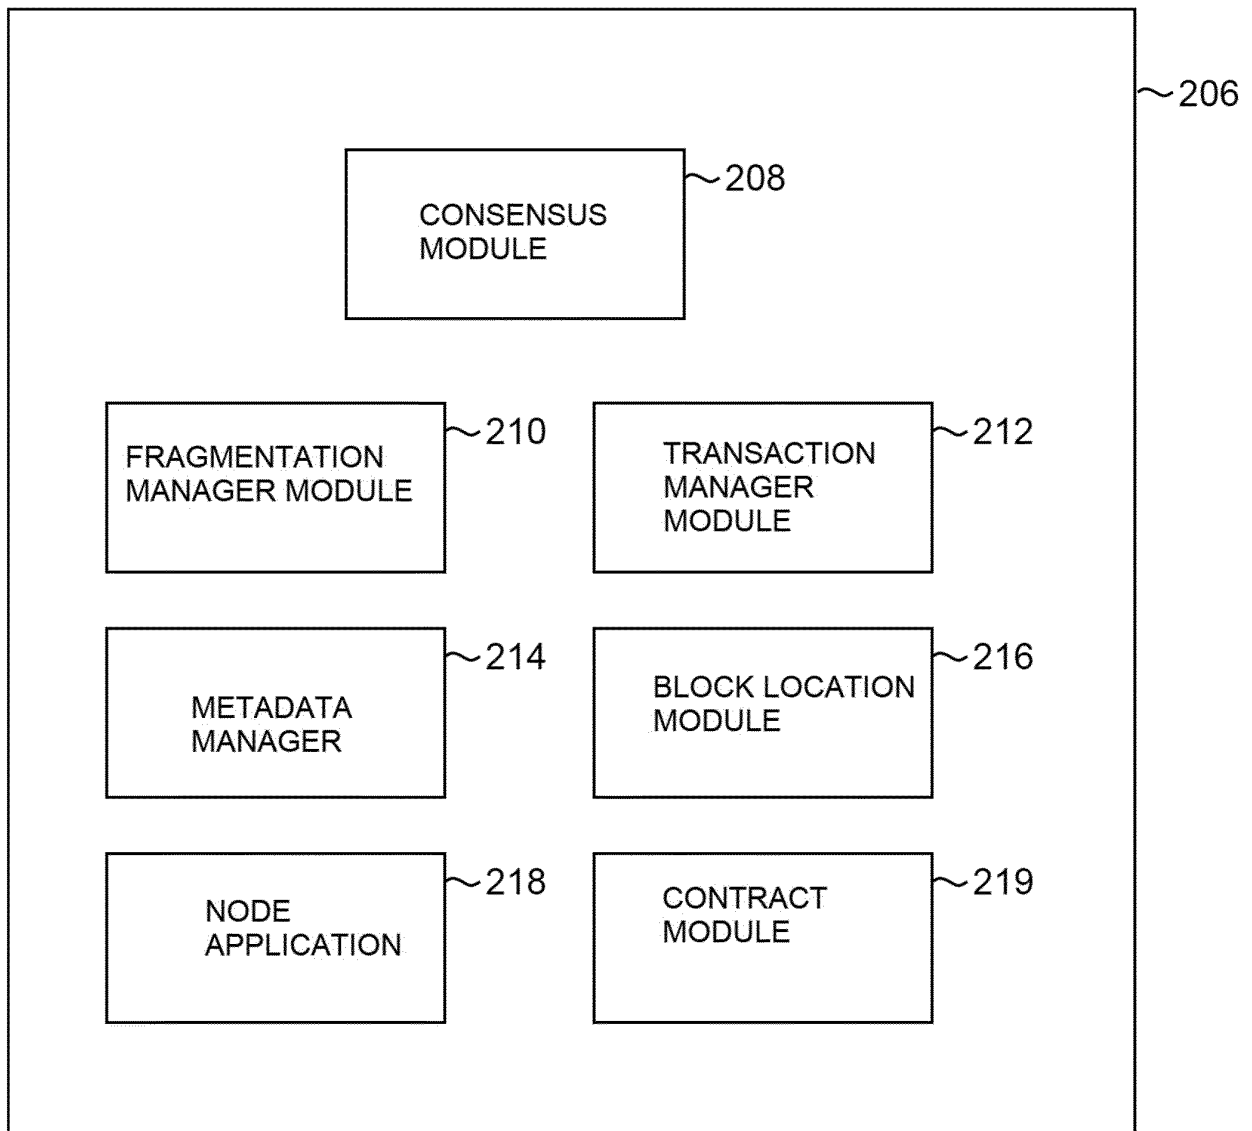 206
208
CONSENSUS
MODULE
210
FRAGMENTATION
MANAGER MODULE
212
TRANSACTION
MANAGER
MODULE
214
METADATA
MANAGER
216
BLOCK LOCATION
MODULE
218
NODE
APPLICATION
219
CONTRACT
MODULE